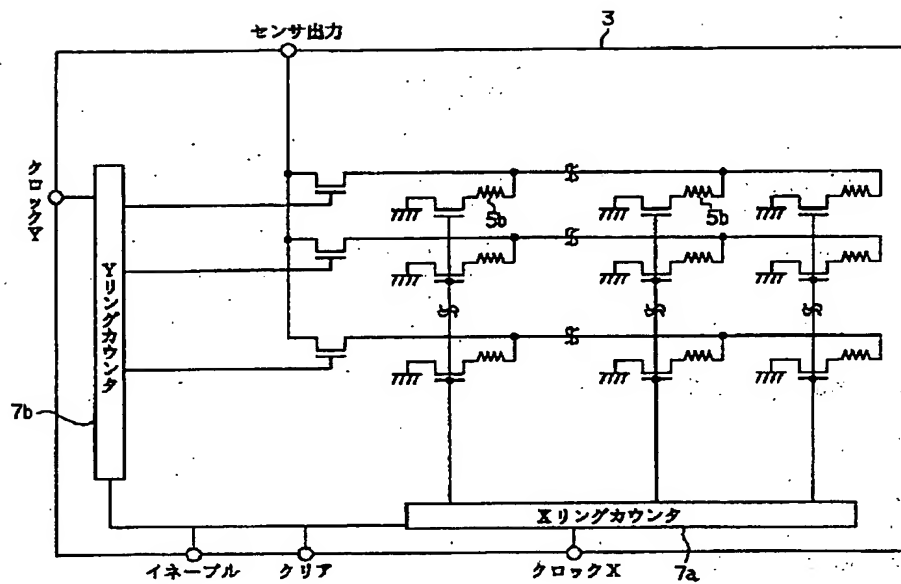 センサ出力
3
クロックY
5b
5b
Yリングカウンタ
7b
Xリングカウンタ
イネーブル
クリア
クロックX
7a